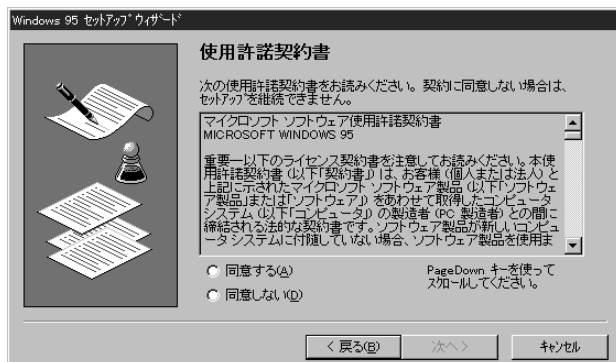 Windows 95 ｾｯﾄｱｯﾌﾟ ｳｨｻﾞｰﾄﾞ
使用許諾契約書
次の使用許諾契約書をお読みください。契約に同意しない場合は、
ｾｯﾄｱｯﾌﾟを継続できません。
マイクロソフト ソフトウェア使用許諾契約書
MICROSOFT WINDOWS 95
重要－以下のライセンス契約書を注意してお読みください。本使
用許諾契約書（以下｢契約書｣）は、お客様（個人または法人）と
上記に示されたマイクロソフト ソフトウェア製品（以下｢ソフトウェ
ア製品｣または｢ソフトウェア｣）をあわせて取得したコンピュータ
システム（以下｢コンピュータ｣）の製造者（PC 製造者）との間に
締結される法的な契約書です。ソフトウェア製品が新しいコンピュ
ータ システムに付随していない場合、ソフトウェア製品を使用ま
同意する(A)
同意しない(D)
PageDown キーを使って
ｽｸﾛｰﾙしてください。
< 戻る(B)
次へ >
ｷｬﾝｾﾙ